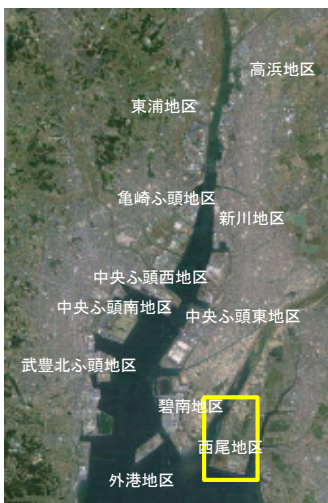 高浜地区
東浦地区
亀崎ふ頭地区
新川地区
中央ふ頭西地区
中央ふ頭南地区
中央ふ頭東地区
武豊北ふ頭地区
碧南地区
西尾地区
外港地区